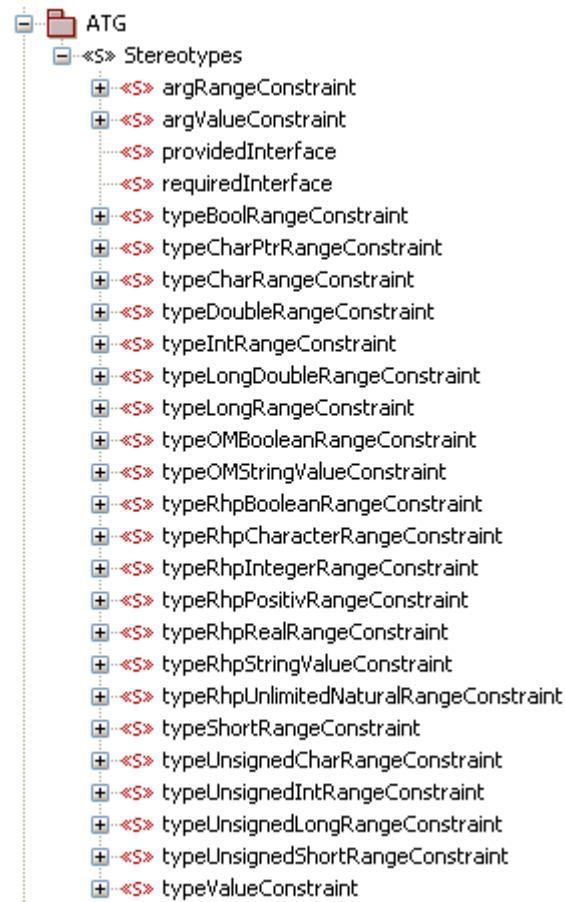 ATG
«S» Stereotypes
«S» argRangeConstraint
«S» argValueConstraint
«S» providedInterface
«S» requiredInterface
«S» typeBoolRangeConstraint
«S» typeCharPtrRangeConstraint
«S» typeCharRangeConstraint
«S» typeDoubleRangeConstraint
«S» typeIntRangeConstraint
«S» typeLongDoubleRangeConstraint
«S» typeLongRangeConstraint
«S» typeOMBooleanRangeConstraint
«S» typeOMStringValueConstraint
«S» typeRhpBooleanRangeConstraint
«S» typeRhpCharacterRangeConstraint
«S» typeRhpIntegerRangeConstraint
«S» typeRhpPositivRangeConstraint
«S» typeRhpRealRangeConstraint
«S» typeRhpStringValueConstraint
«S» typeRhpUnlimitedNaturalRangeConstraint
«S» typeShortRangeConstraint
«S» typeUnsignedCharRangeConstraint
«S» typeUnsignedIntRangeConstraint
«S» typeUnsignedLongRangeConstraint
«S» typeUnsignedShortRangeConstraint
«S» typeValueConstraint